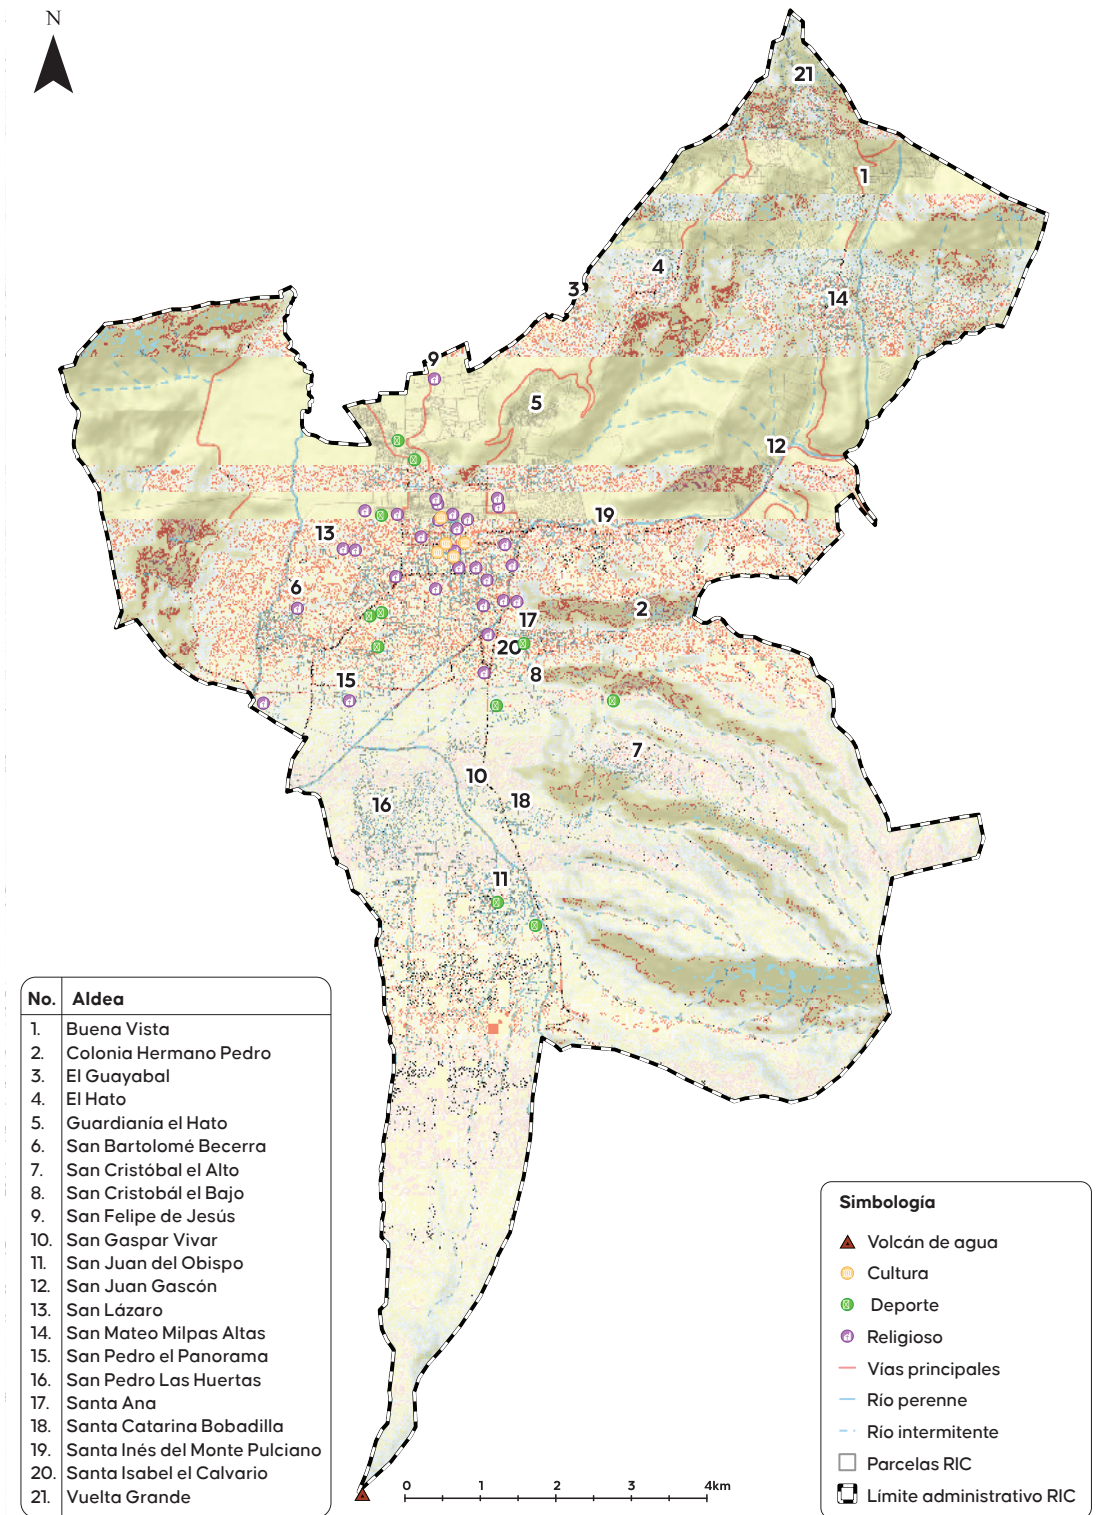 N
21
1
4
3
14
9
5
12
19
13
6
2
17
20
8
15
7
10
18
16
11
No. Aldea
1. Buena Vista
2. Colonia Hermano Pedro
3. El Guayabal
4. El Hato
5. Guardianía el Hato
6. San Bartolomé Becerra
7. San Cristóbal el Alto
8. San Cristobál el Bajo
9. San Felipe de Jesús
10. San Gaspar Vivar
11. San Juan del Obispo
12. San Juan Gascón
13. San Lázaro
14. San Mateo Milpas Altas
15. San Pedro el Panorama
16. San Pedro Las Huertas
17. Santa Ana
18. Santa Catarina Bobadilla
19. Santa Inés del Monte Pulciano
20. Santa Isabel el Calvario
21. Vuelta Grande
Simbología
Volcán de agua
Cultura
Deporte
Religioso
Vías principales
Río perenne
Río intermitente
Parcelas RIC
Límite administrativo RIC
0 1 2 3 4km